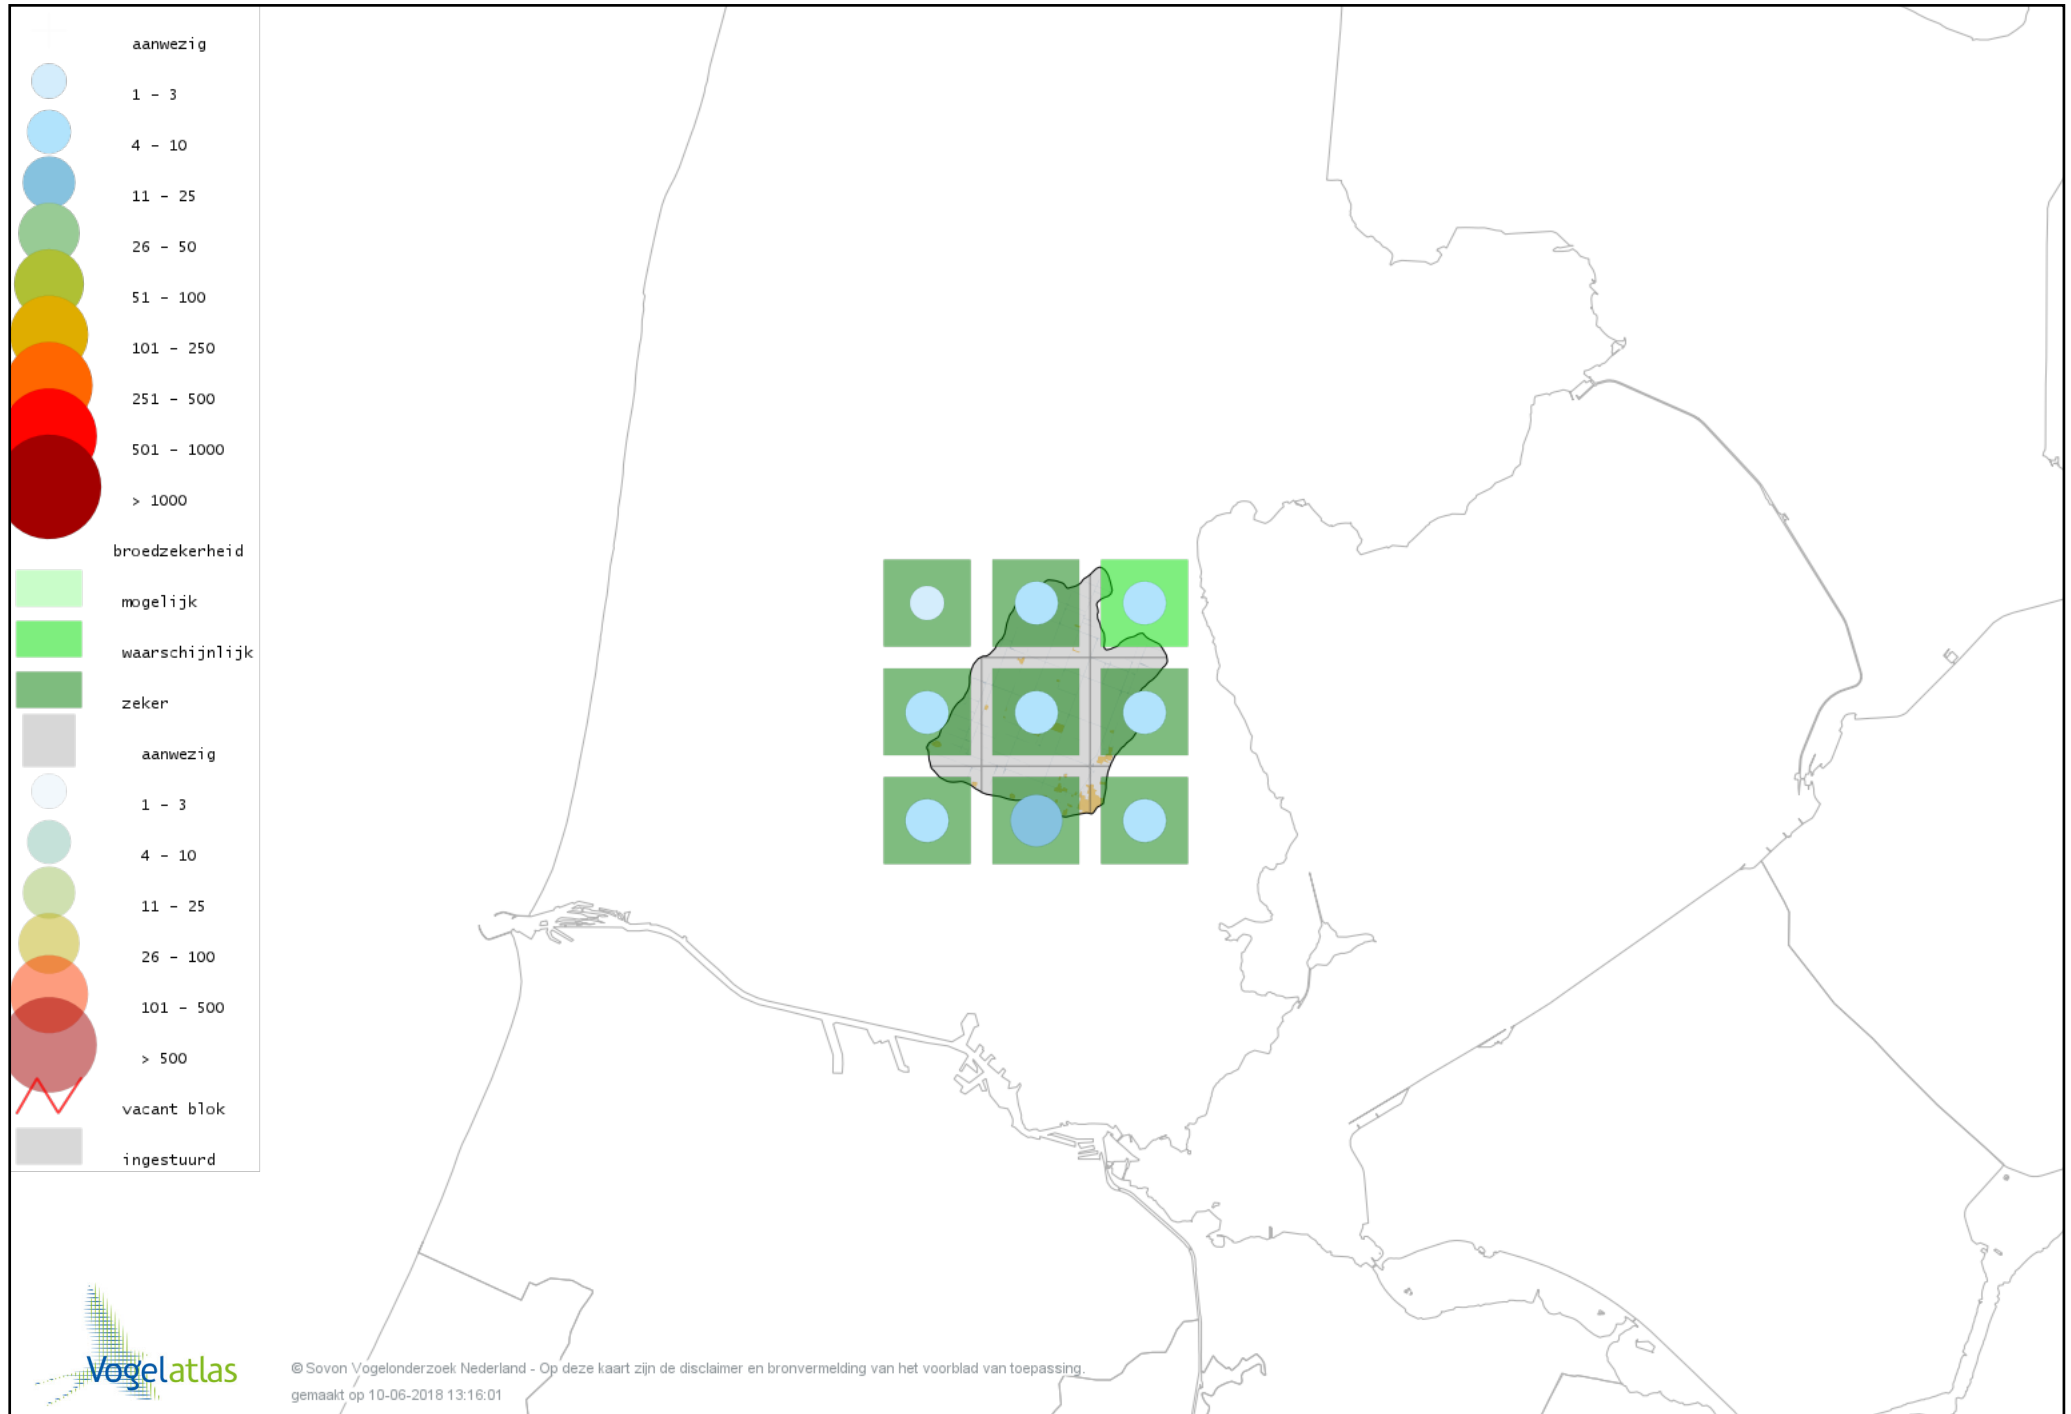 aanwezig
1 - 3
4 - 10
11 - 25
26 - 50
51 - 100
101 - 250
251 - 500
501 - 1000
> 1000
broedzekerheid
mogelijk
waarschijnlijk
zeker
aanwezig
1 - 3
4 - 10
11 - 25
26 - 100
101 - 500
> 500
vacant blok
ingestuurd
Vogelatlas
© Sovon Vogelonderzoek Nederland - Op deze kaart zijn de disclaimer en bronvermelding van het voorblad van toepassing.
gemaakt op 10-06-2018 13:16:01